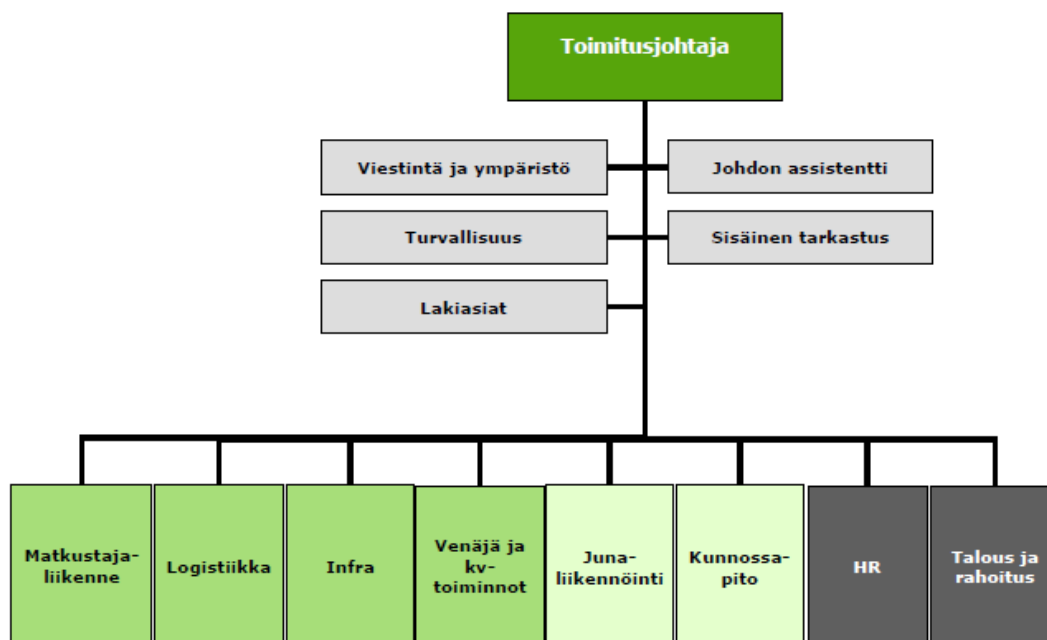 Toimitusjohtaja
Viestintä ja ympäristö
Johdon assistentti
Turvallisuus
Sisäinen tarkastus
Lakiasiat
Matkustaja-
liikenne
Logistiikka
Infra
Venäjä ja
kv-
toiminnot
Juna-
liikennöinti
Kunnossa-
pito
HR
Talous ja
rahoitus